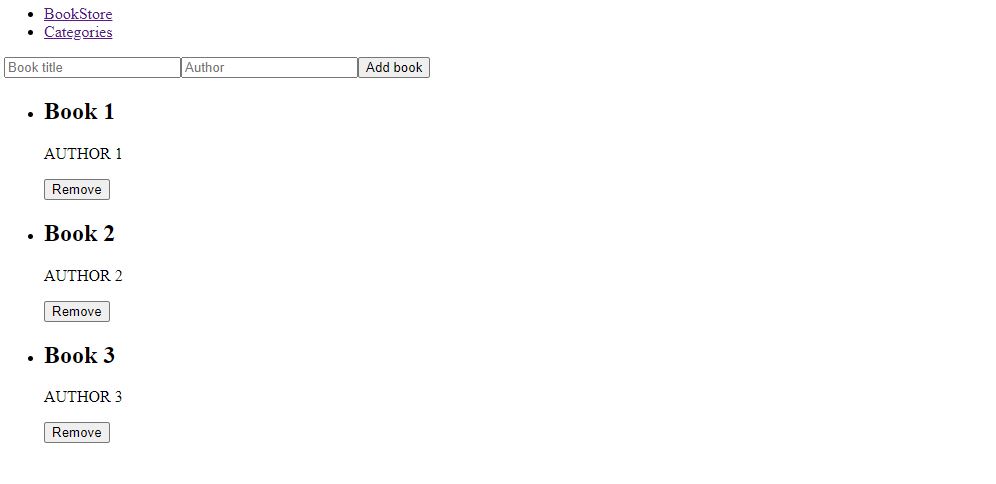 BookStore
Categories
Book title Author Add book
Book 1
AUTHOR 1
Remove
Book 2
AUTHOR 2
Remove
Book 3
AUTHOR 3
Remove